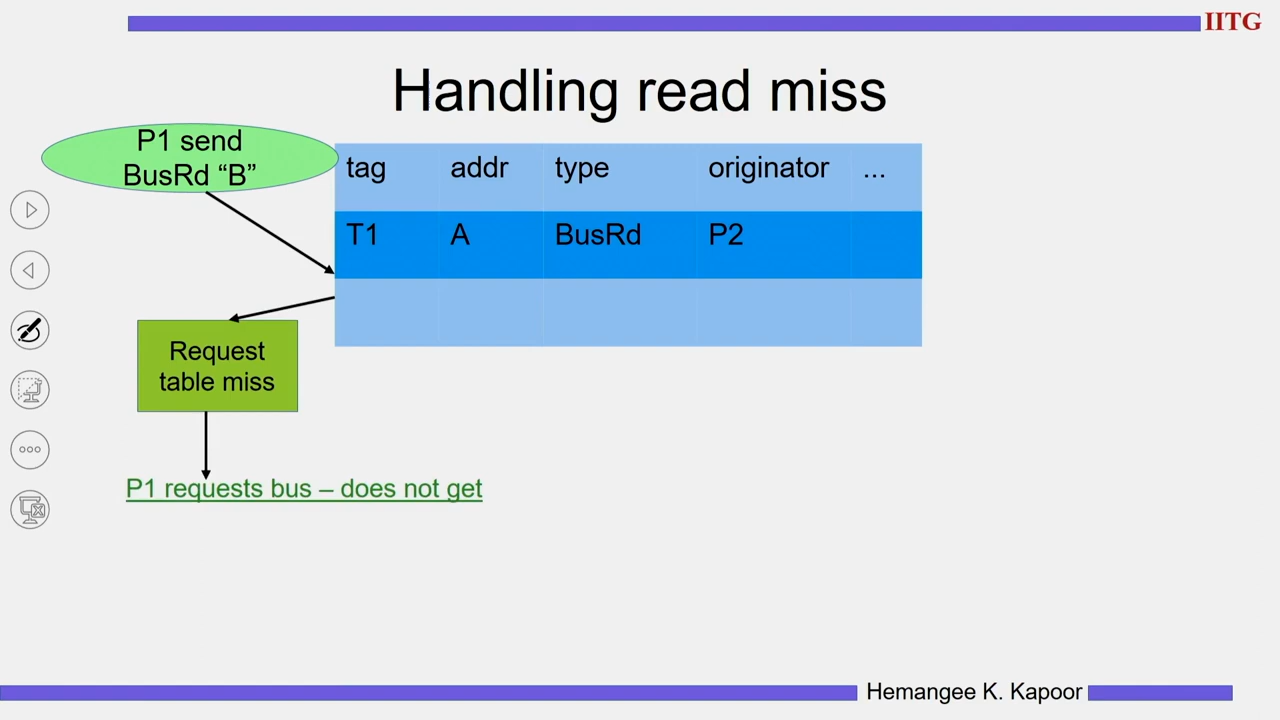 IITG
Handling read miss
P1 send
BusRd “B”
tag addr type originator ...
T1 A BusRd P2
Request
table miss
P1 requests bus – does not get
Hemangee K. Kapoor